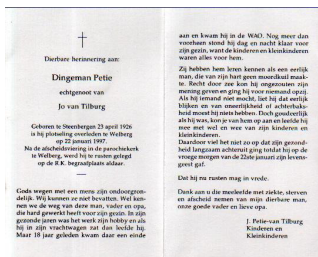 Dierbare herinnering aan:
Dingeman Petie
echtgenoot van
Jo van Tilburg
Geboren te Steenbergen 23 april 1926
is hij plotseling overleden te Welberg
op 22 januari 1997.
Na de afscheidsviering in de parochiekerk
te Welberg, werd hij te rusten gelegd
op de R.K. begraafplaats aldaar.
Gods wegen met een mens zijn ondoorgron-
delijk. Wij kunnen ze niet bevatten. Wel ken-
nen we de weg van deze man, vader en opa,
die hard gewerkt heeft voor zijn gezin. In zijn
gezonde jaren was het werk zijn hobby en als
hij in zijn vrachtwagen zat dan leefde hij.
Maar 18 jaar geleden kwam daar een einde
aan en kwam hij in de WAO. Nog meer dan
voorheen stond hij dag en nacht klaar voor
zijn gezin, want de kinderen en kleinkinderen
waren alles voor hem.
Zij hebben hem leren kennen als een eerlijk
man, die van zijn hart geen moordkuil maak-
te. Recht door zee kon hij ongezouten zijn
mening geven en ging hij voor niemand opzij.
Als hij iemand niet mocht, liet hij dat eerlijk
blijken en van oneerlijkheid of achterbaks-
heid moest hij niets hebben. Doch goedgeefs
als hij was, kon je van hem op aan en leefde hij
mee met wel en wee van zijn kinderen en
kleinkinderen.
Daardoor viel het niet zo op dat zijn gezond-
heid langzaam achteruit ging totdat hij op de
vroege morgen van de 22ste januari zijn levens-
geest gaf.
Dat hij nu rusten mag in vrede.
Dank aan u die meeleefde met ziekte, sterven
en afscheid nemen van mijn dierbare man,
onze goede vader en lieve opa.
J. Petie-van Tilburg
Kinderen en
Kleinkinderen